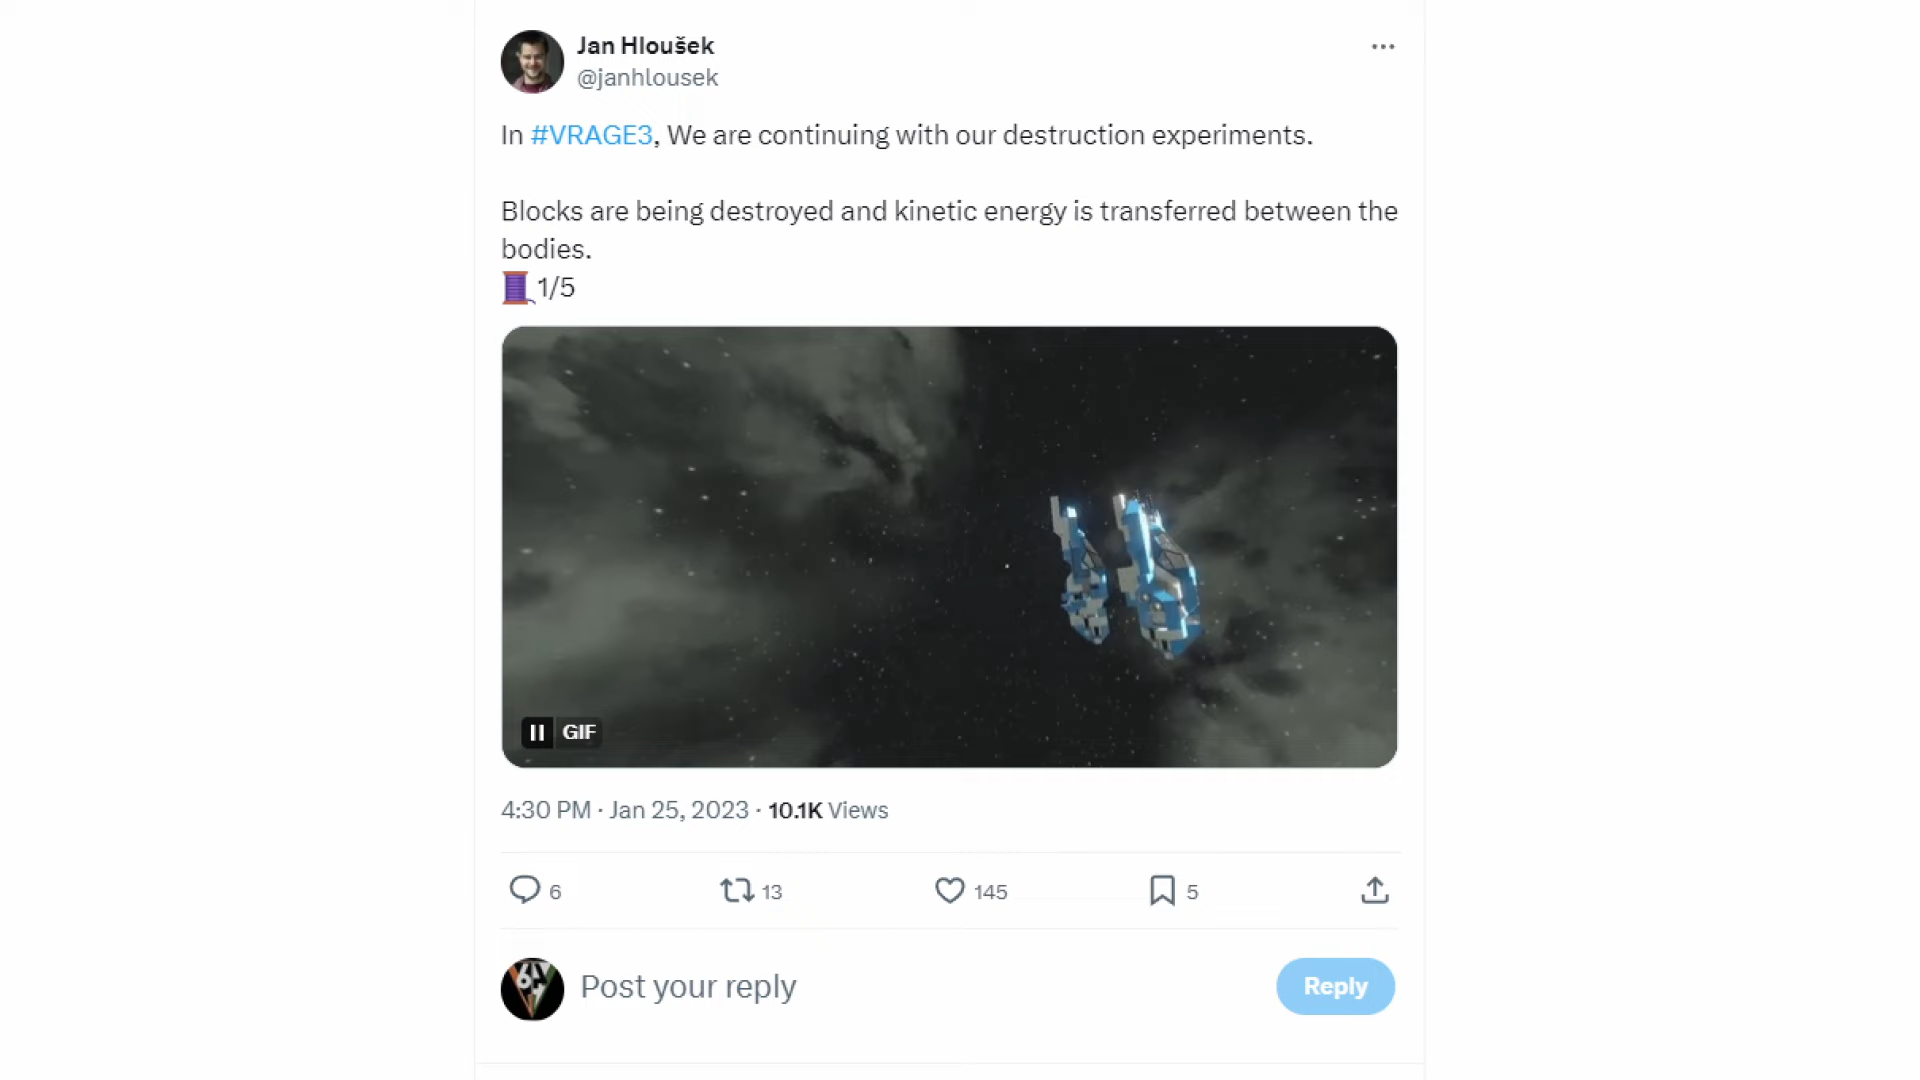 Jan Hloušek
@janhlousek
In #VRAGE3, We are continuing with our destruction experiments.
Blocks are being destroyed and kinetic energy is transferred between the
bodies.
🧵 1/5
GIF
4:30 PM · Jan 25, 2023 · 10.1K Views
6 13 145 5
Post your reply
Reply